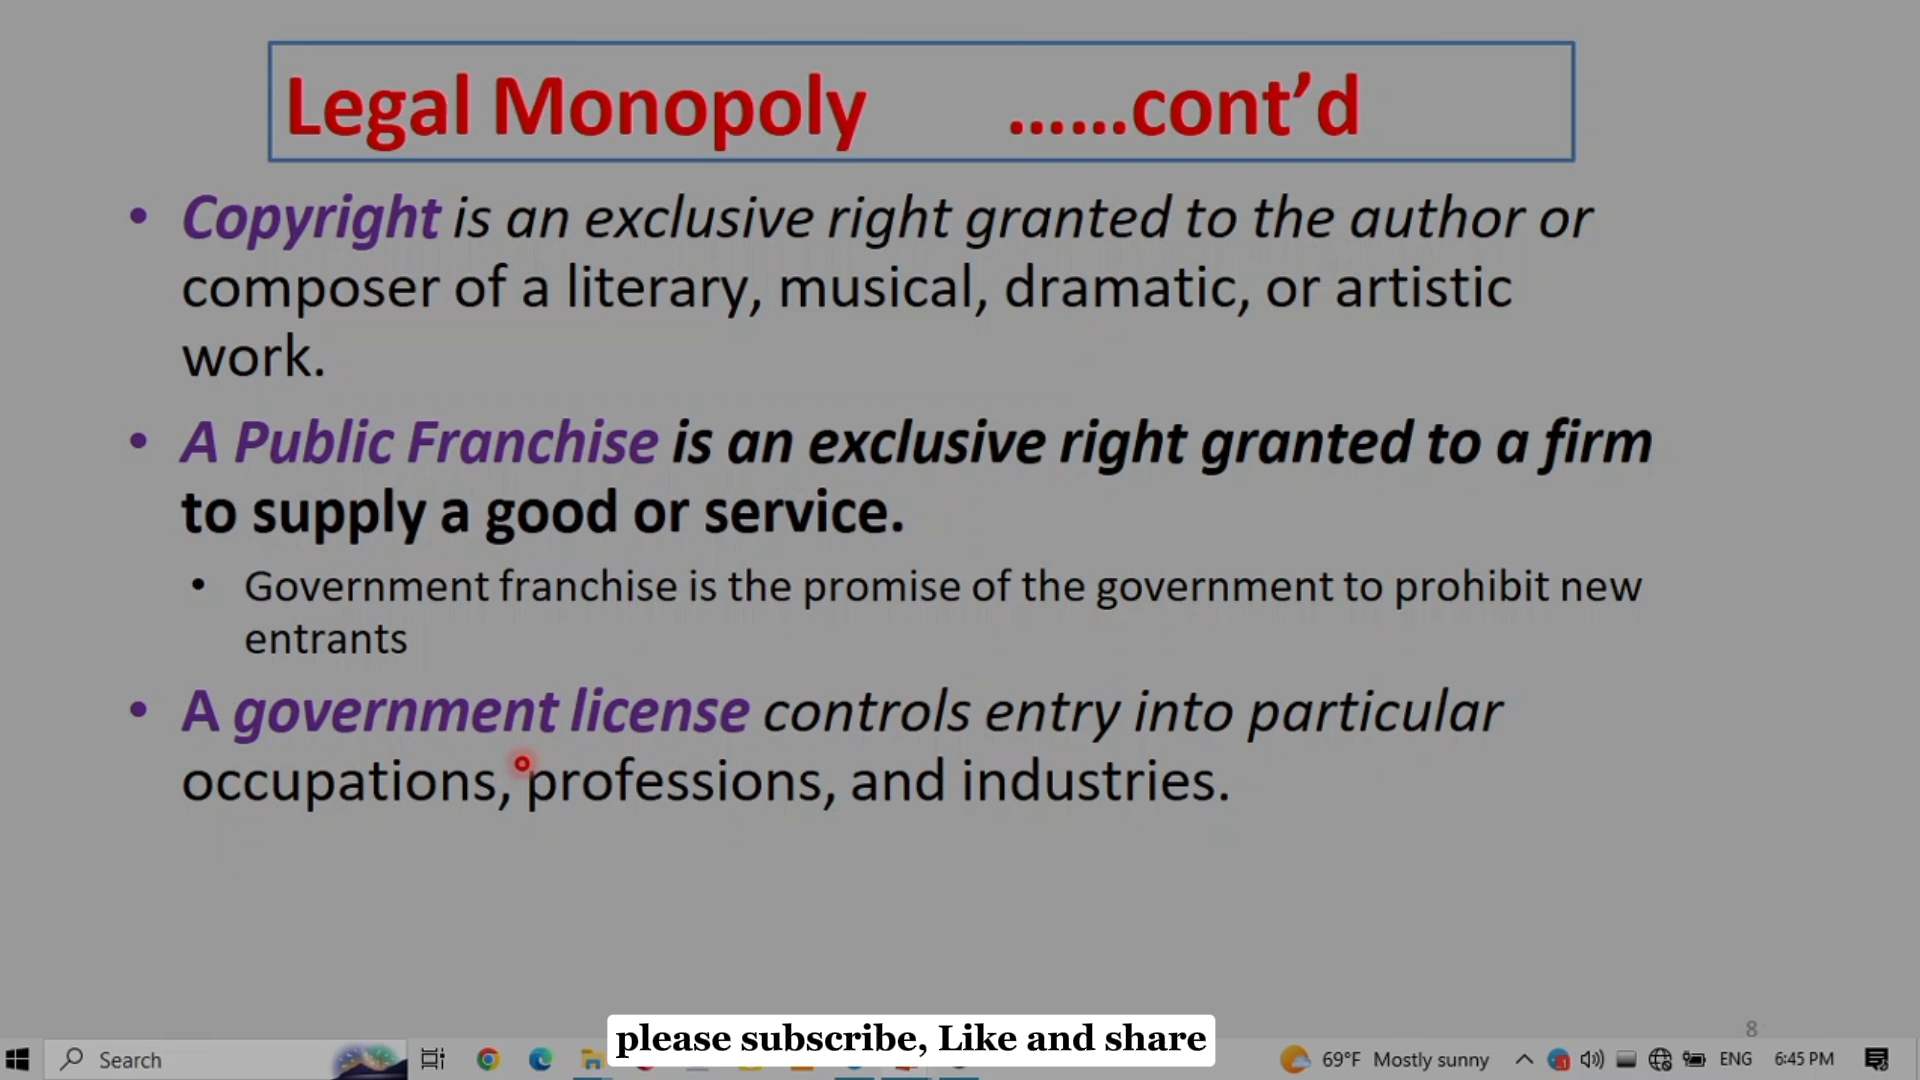 Legal Monopoly ......cont’d
• Copyright is an exclusive right granted to the author or
composer of a literary, musical, dramatic, or artistic
work.
• A Public Franchise is an exclusive right granted to a firm
to supply a good or service.
• Government franchise is the promise of the government to prohibit new
entrants
• A government license controls entry into particular
occupations, professions, and industries.
8
please subscribe, Like and share
Search
69°F Mostly sunny
ENG
6:45 PM